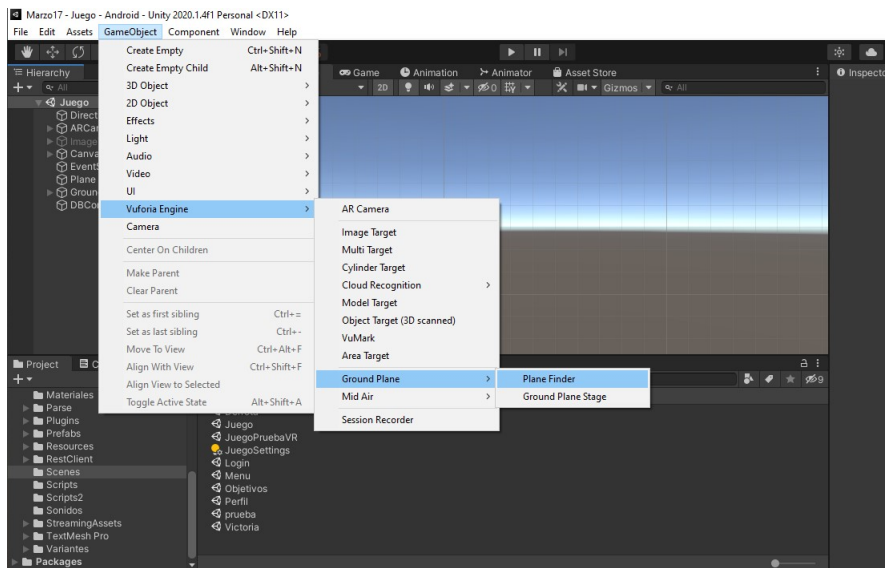 Marzo17 - Juego - Android - Unity 2020.1.4f1 Personal <DX11>
File Edit Assets GameObject Component Window Help
Hierarchy
All
Juego
Direct
ARCar
Image
Canva
Event
Plane
Groun
DBCo
Create Empty Ctrl+Shift+N
Create Empty Child Alt+Shift+N
3D Object
2D Object
Effects
Light
Audio
Video
UI
Vuforia Engine
Camera
Center On Children
Make Parent
Clear Parent
Set as first sibling Ctrl+=
Set as last sibling Ctrl+-
Move To View Ctrl+Alt+F
Align With View Ctrl+Shift+F
Align View to Selected
Toggle Active State Alt+Shift+A
Game Animation Animator Asset Store
2D 0 Gizmos All
Inspecto
AR Camera
Image Target
Multi Target
Cylinder Target
Cloud Recognition
Model Target
Object Target (3D scanned)
VuMark
Area Target
Ground Plane
Mid Air
Session Recorder
Plane Finder
Ground Plane Stage
Project C
9
Materiales
Parse
Plugins
Prefabs
Resources
RestClient
Scenes
Scripts
Scripts2
Sonidos
StreamingAssets
TextMesh Pro
Variantes
Packages
Juego
JuegoPruebaVR
JuegoSettings
Login
Menu
Objetivos
Perfil
prueba
Victoria